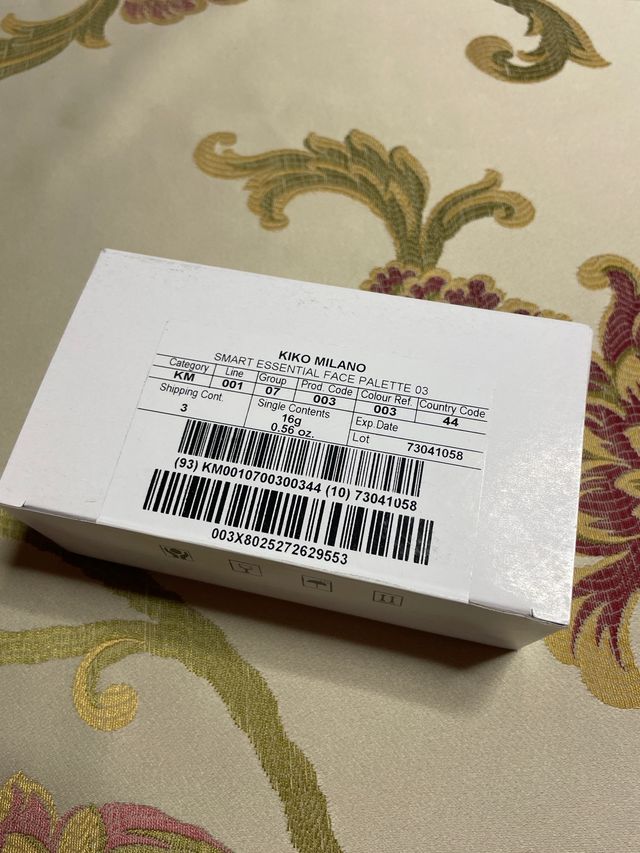 KIKO MILANO
SMART ESSENTIAL FACE PALETTE 03
Category Line Group Prod. Code Colour Ref. Country Code
KM 001 07 003 003 44
Shipping Cont. Single Contents Exp.Date
3 16g
0.56 oz. Lot 73041058
(93) KM0010700300344 (10) 73041058
003X8025272629553